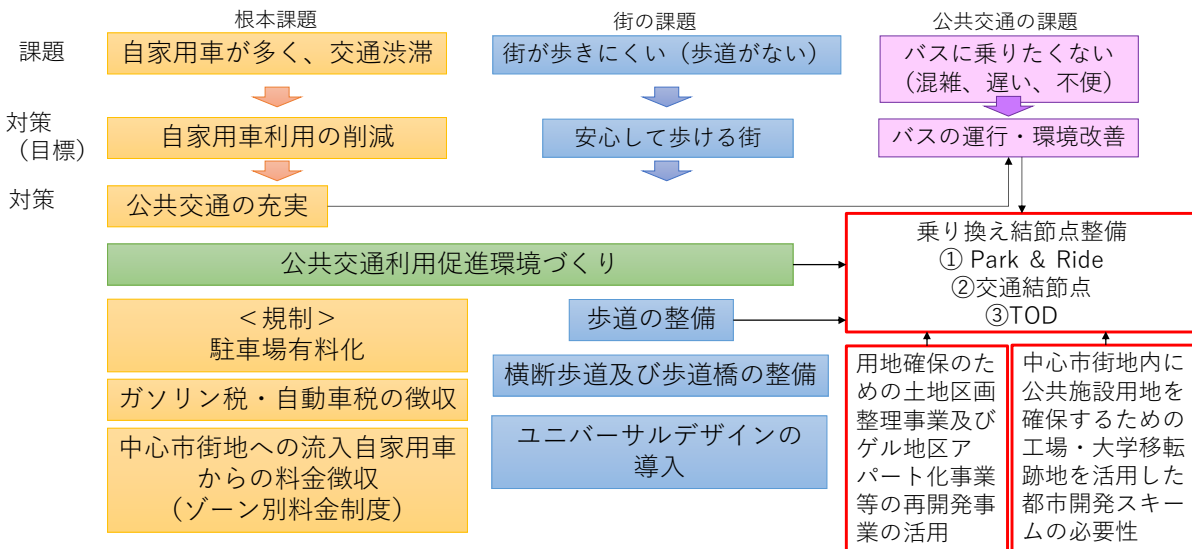 根本課題
街の課題
公共交通の課題
課題
自家用車が多く、交通渋滞
街が歩きにくい（歩道がない）
バスに乗りたくない
（混雑、遅い、不便）
対策
（目標）
自家用車利用の削減
安心して歩ける街
バスの運行・環境改善
対策
公共交通の充実
公共交通利用促進環境づくり
乗り換え結節点整備
① Park & Ride
②交通結節点
③TOD
＜規制＞
駐車場有料化
歩道の整備
ガソリン税・自動車税の徴収
横断歩道及び歩道橋の整備
中心市街地への流入自家用車
からの料金徴収
（ゾーン別料金制度）
ユニバーサルデザインの
導入
用地確保のた
めの土地区画
整理事業及び
ゲル地区ア
パート化事業
等の再開発事
業の活用
中心市街地内に
公共施設用地を
確保するための
工場・大学移転
跡地を活用した
都市開発スキー
ムの必要性